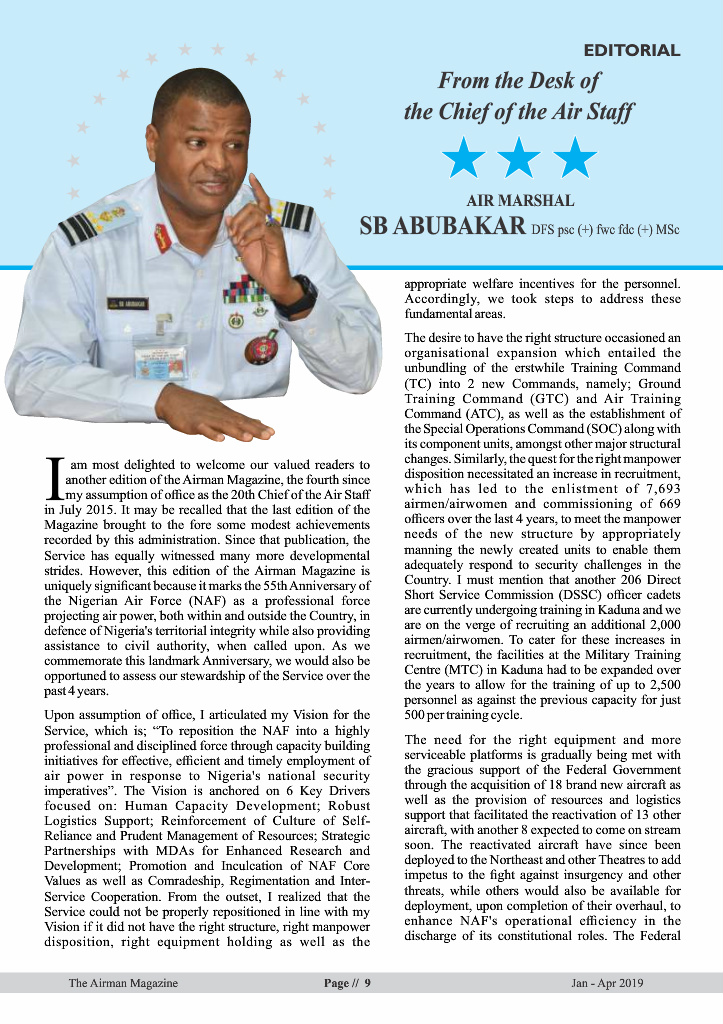 EDITORIAL
From the Desk of
the Chief of the Air Staff
AIR MARSHAL
SB ABUBAKAR DFS psc (+) fwc fdc (+) MSc
SB ABUBAKAR
I am most delighted to welcome our valued readers to
another edition of the Airman Magazine, the fourth since
my assumption of office as the 20th Chief of the Air Staff
in July 2015. It may be recalled that the last edition of the
Magazine brought to the fore some modest achievements
recorded by this administration. Since that publication, the
Service has equally witnessed many more developmental
strides. However, this edition of the Airman Magazine is
uniquely significant because it marks the 55th Anniversary of
the Nigerian Air Force (NAF) as a professional force
projecting air power, both within and outside the Country, in
defence of Nigeria's territorial integrity while also providing
assistance to civil authority, when called upon. As we
commemorate this landmark Anniversary, we would also be
opportuned to assess our stewardship of the Service over the
past 4 years.
Upon assumption of office, I articulated my Vision for the
Service, which is; “To reposition the NAF into a highly
professional and disciplined force through capacity building
initiatives for effective, efficient and timely employment of
air power in response to Nigeria's national security
imperatives”. The Vision is anchored on 6 Key Drivers
focused on: Human Capacity Development; Robust
Logistics Support; Reinforcement of Culture of Self-
Reliance and Prudent Management of Resources; Strategic
Partnerships with MDAs for Enhanced Research and
Development; Promotion and Inculcation of NAF Core
Values as well as Comradeship, Regimentation and Inter-
Service Cooperation. From the outset, I realized that the
Service could not be properly repositioned in line with my
Vision if it did not have the right structure, right manpower
disposition, right equipment holding as well as the
appropriate welfare incentives for the personnel.
Accordingly, we took steps to address these
fundamental areas.
The desire to have the right structure occasioned an
organisational expansion which entailed the
unbundling of the erstwhile Training Command
(TC) into 2 new Commands, namely; Ground
Training Command (GTC) and Air Training
Command (ATC), as well as the establishment of
the Special Operations Command (SOC) along with
its component units, amongst other major structural
changes. Similarly, the quest for the right manpower
disposition necessitated an increase in recruitment,
which has led to the enlistment of 7,693
airmen/airwomen and commissioning of 669
officers over the last 4 years, to meet the manpower
needs of the new structure by appropriately
manning the newly created units to enable them
adequately respond to security challenges in the
Country. I must mention that another 206 Direct
Short Service Commission (DSSC) officer cadets
are currently undergoing training in Kaduna and we
are on the verge of recruiting an additional 2,000
airmen/airwomen. To cater for these increases in
recruitment, the facilities at the Military Training
Centre (MTC) in Kaduna had to be expanded over
the years to allow for the training of up to 2,500
personnel as against the previous capacity for just
500 per training cycle.
The need for the right equipment and more
serviceable platforms is gradually being met with
the gracious support of the Federal Government
through the acquisition of 18 brand new aircraft as
well as the provision of resources and logistics
support that facilitated the reactivation of 13 other
aircraft, with another 8 expected to come on stream
soon. The reactivated aircraft have since been
deployed to the Northeast and other Theatres to add
impetus to the fight against insurgency and other
threats, while others would also be available for
deployment, upon completion of their overhaul, to
enhance NAF's operational efficiency in the
discharge of its constitutional roles. The Federal
The Airman Magazine
Page // 9
Jan - Apr 2019